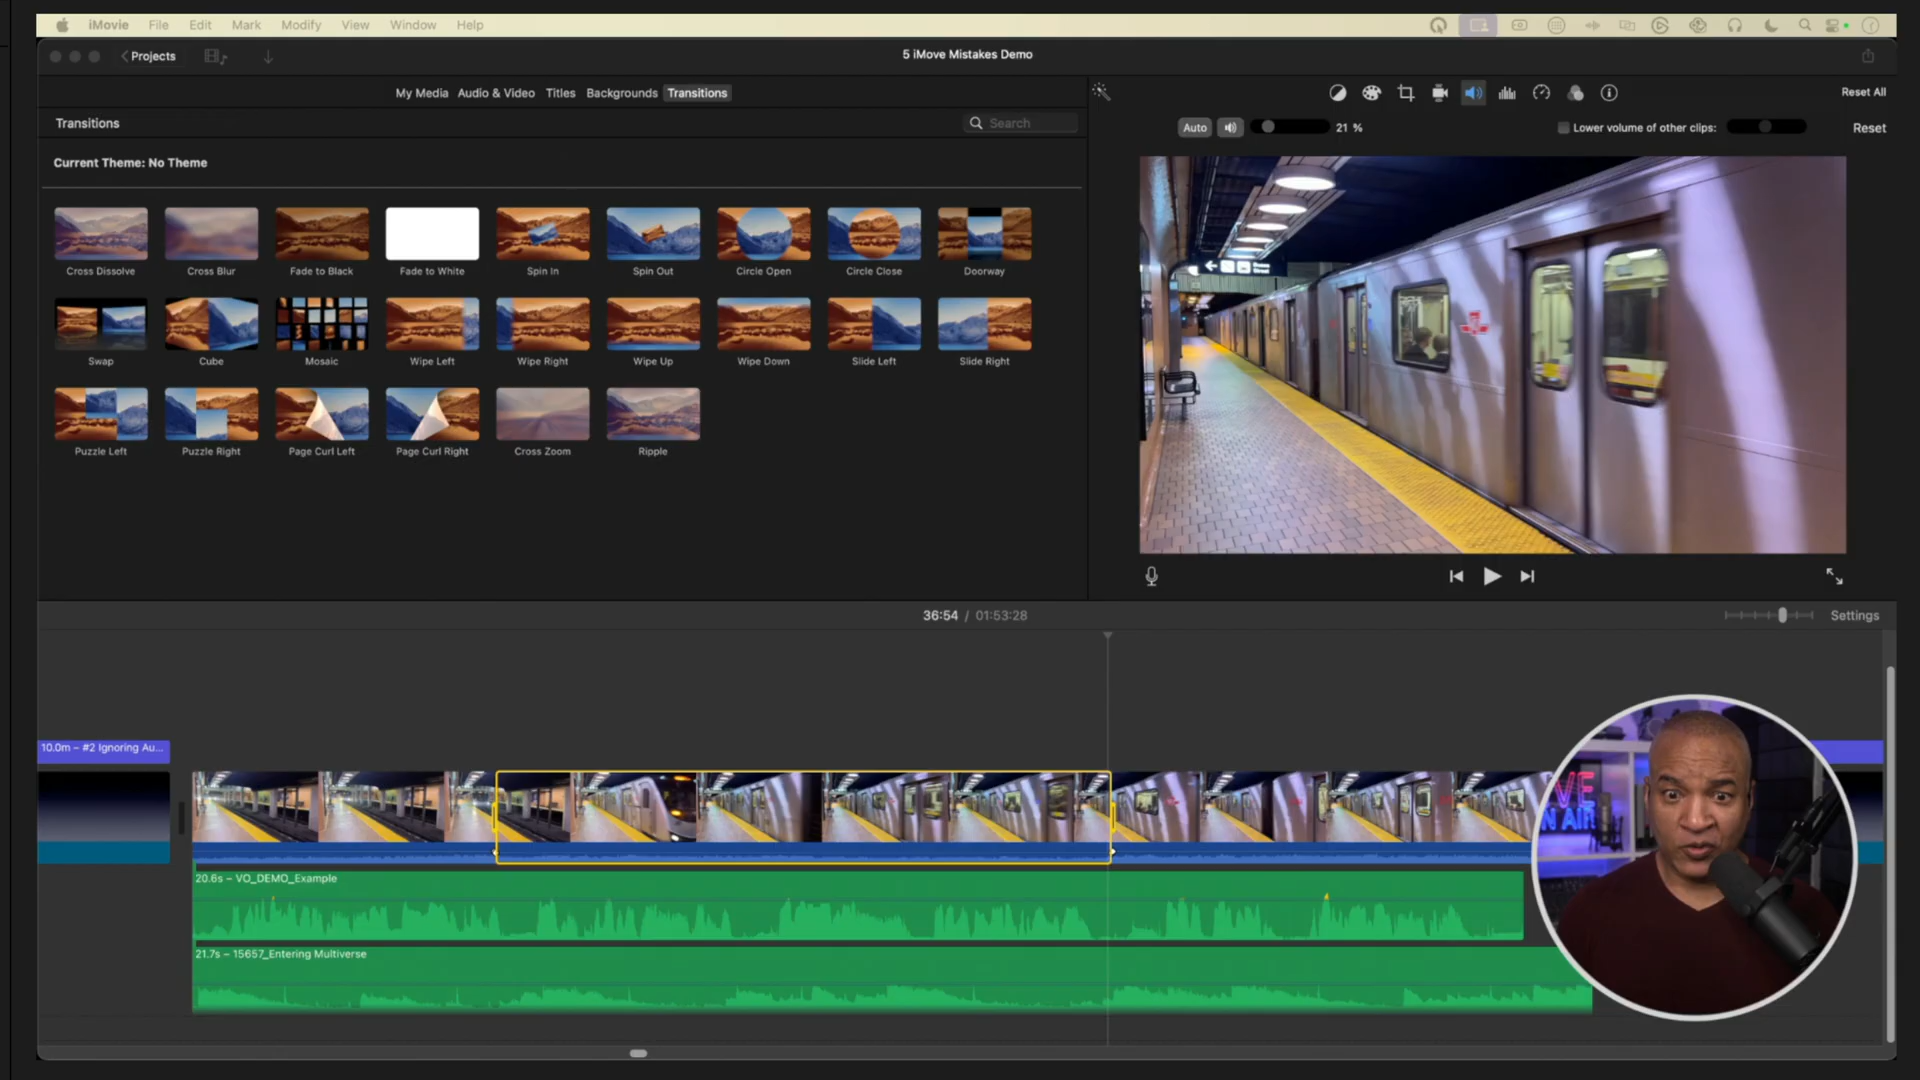 iMovie File Edit Mark Modify View Window Help
Projects
5 iMove Mistakes Demo
My Media Audio & Video Titles Backgrounds Transitions
Reset All
Transitions
Search
Auto 21 % Lower volume of other clips: Reset
Current Theme: No Theme
Cross Dissolve Cross Blur Fade to Black Fade to White Spin In Spin Out Circle Open Circle Close Doorway
Swap Cube Mosaic Wipe Left Wipe Right Wipe Up Wipe Down Slide Left Slide Right
Puzzle Left Puzzle Right Page Curl Left Page Curl Right Cross Zoom Ripple
36:54 / 01:53:28
Settings
10.0m – #2 Ignoring Au...
20.6s – VO_DEMO_Example
21.7s – 15657_Entering Multiverse
ON AIR